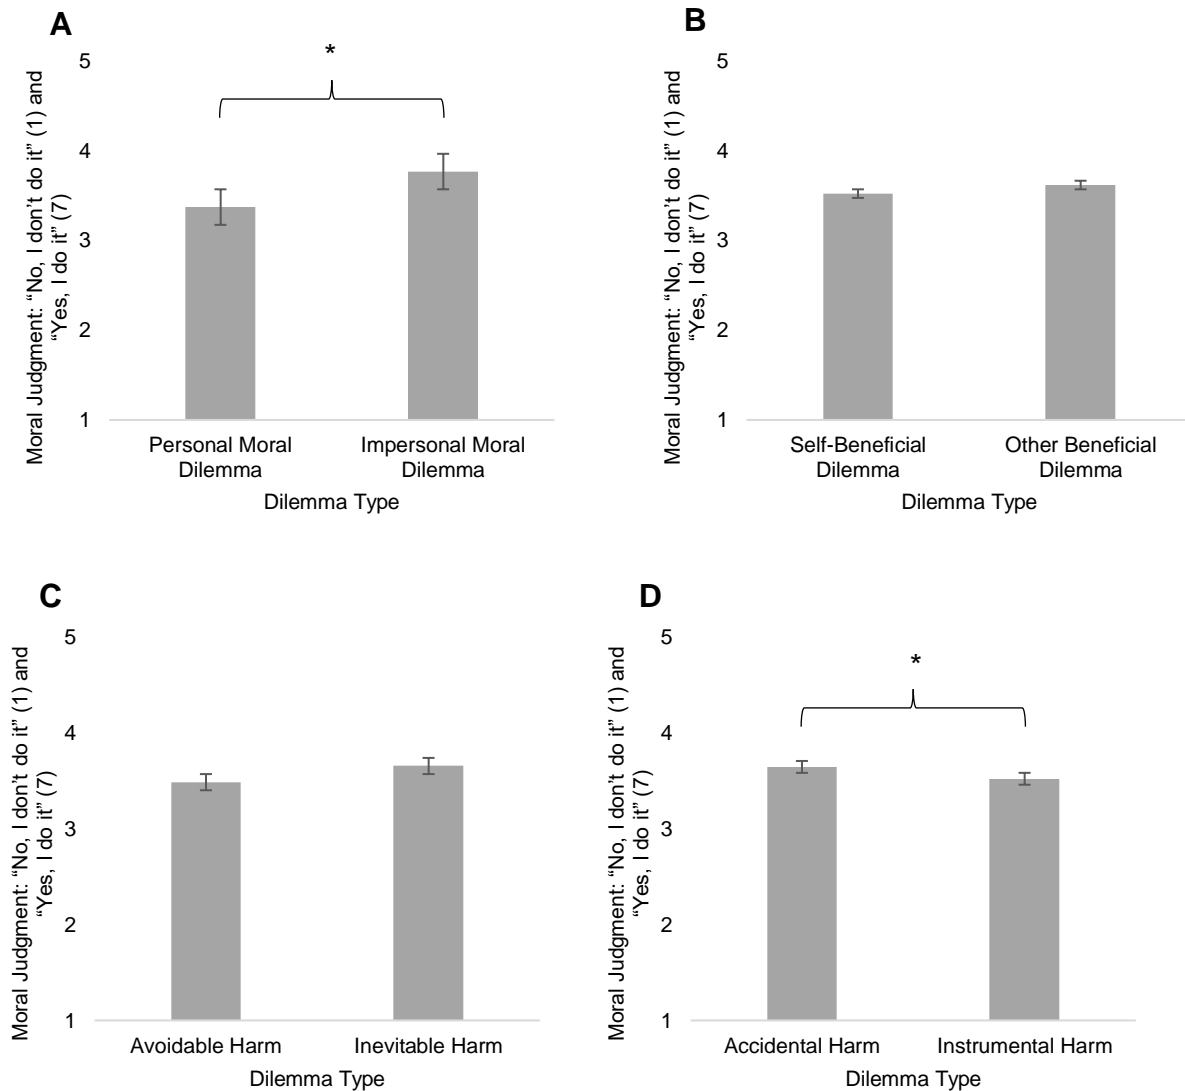 A
Moral Judgment: “No, I don’t do it” (1) and
“Yes, I do it” (7)
5
4
3
2
1
*
Personal Moral
Dilemma
Impersonal Moral
Dilemma
Dilemma Type
B
Moral Judgment: “No, I don’t do it” (1) and
“Yes, I do it” (7)
5
4
3
2
1
Self-Beneficial
Dilemma
Other Beneficial
Dilemma
Dilemma Type
C
Moral Judgment: “No, I don’t do it” (1) and
“Yes, I do it” (7)
5
4
3
2
1
Avoidable Harm
Inevitable Harm
Dilemma Type
D
Moral Judgment: “No, I don’t do it” (1) and
“Yes, I do it” (7)
5
4
3
2
1
*
Accidental Harm
Instrumental Harm
Dilemma Type